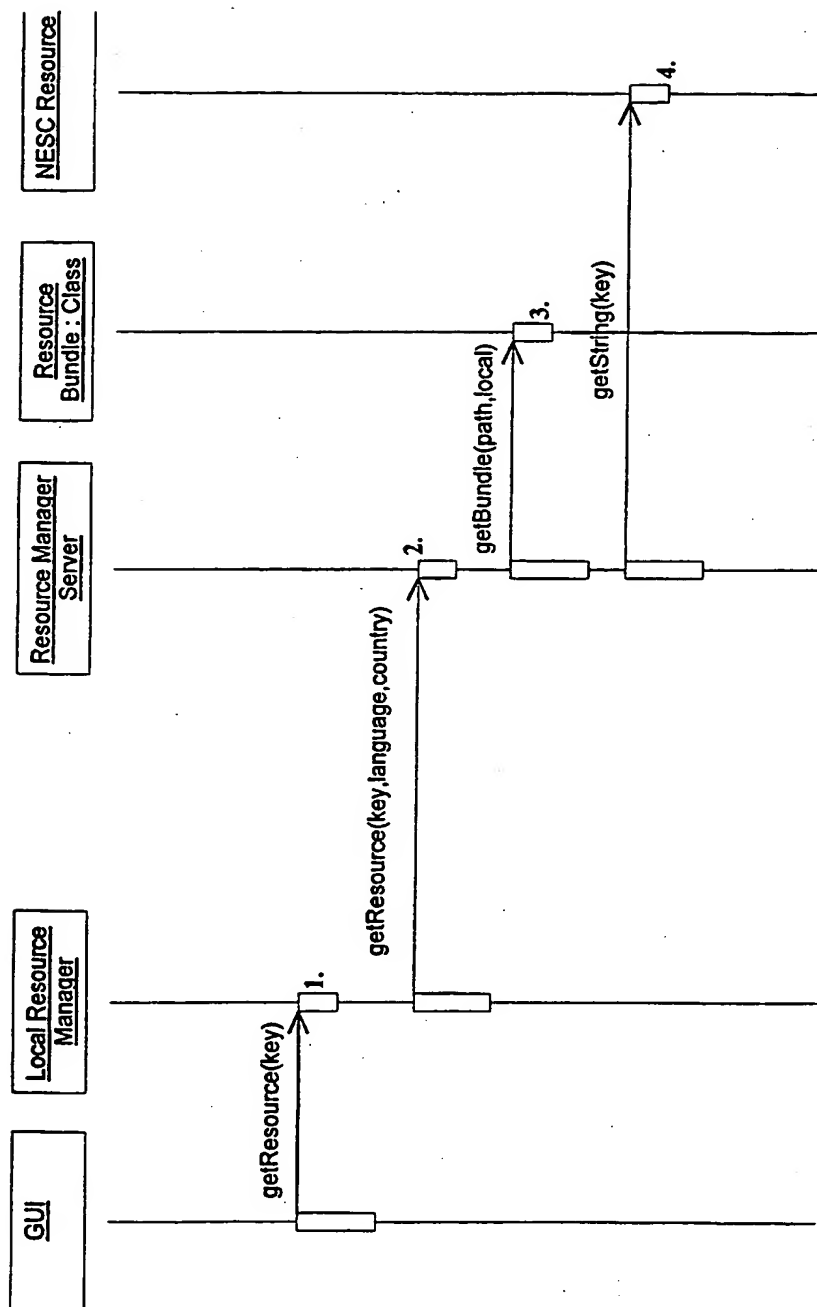 GUI
Local Resource
Manager
Resource Manager
Server
Resource
Bundle : Class
NESC Resource
getResource(key)
1.
getResource(key,language,country)
2.
getBundle(path,local)
3.
getString(key)
4.